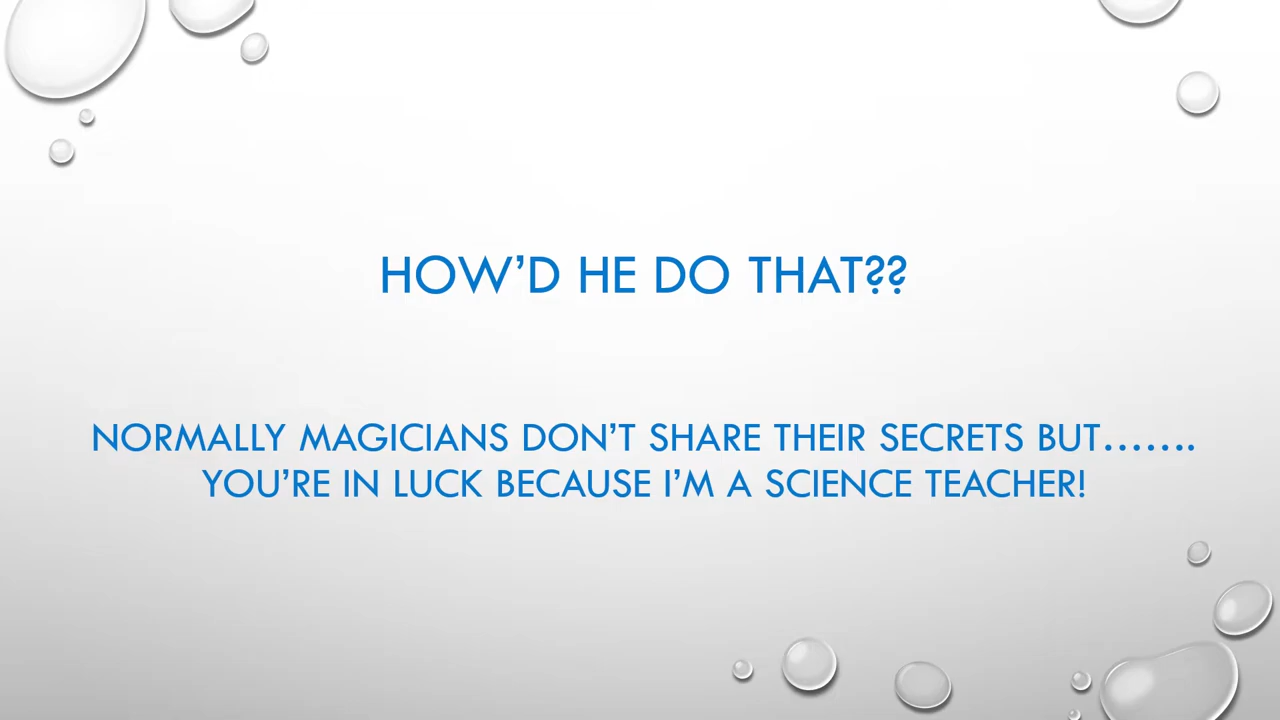 HOW’D HE DO THAT??
NORMALLY MAGICIANS DON’T SHARE THEIR SECRETS BUT…….
YOU’RE IN LUCK BECAUSE I’M A SCIENCE TEACHER!